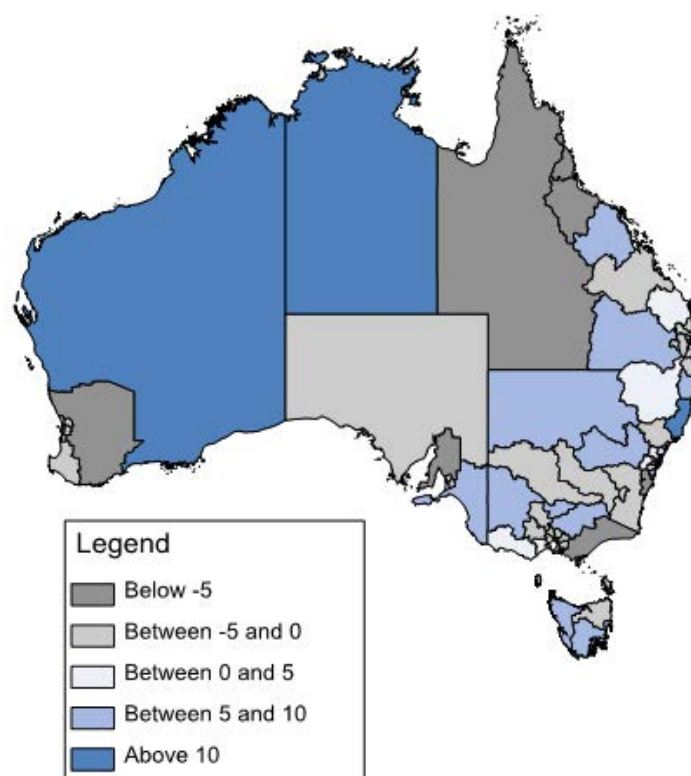 Legend
Below -5
Between -5 and 0
Between 0 and 5
Between 5 and 10
Above 10